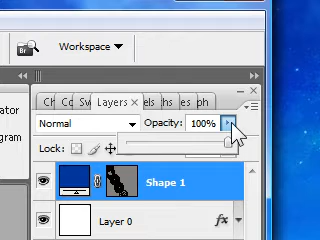 Br Workspace
Ch Co Sw Layers × els hs es ph
Normal Opacity: 100%
Lock:
ator
gram
Shape 1
Layer 0 fx